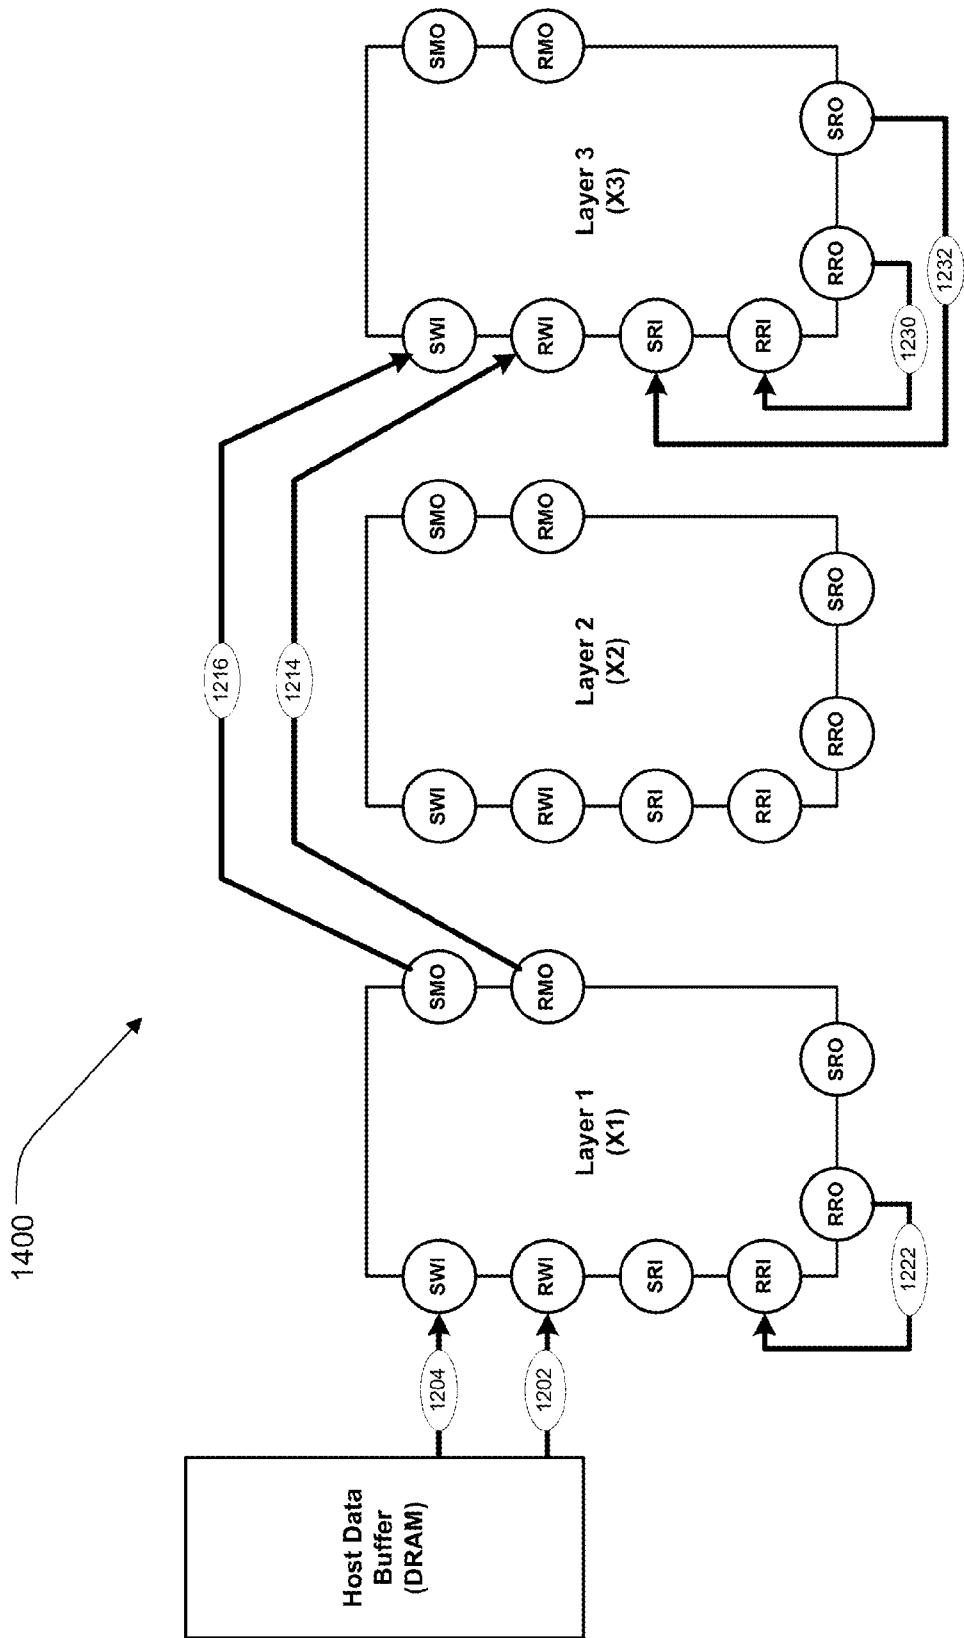 1400
1216
1214
Host Data
Buffer
(DRAM)
1204
1202
SWI
RWI
SRI
RRI
Layer 1
(X1)
SMO
RMO
RRO
SRO
1222
SWI
RWI
SRI
RRI
Layer 2
(X2)
SMO
RMO
RRO
SRO
SWI
RWI
SRI
RRI
Layer 3
(X3)
SMO
RMO
RRO
SRO
1230
1232